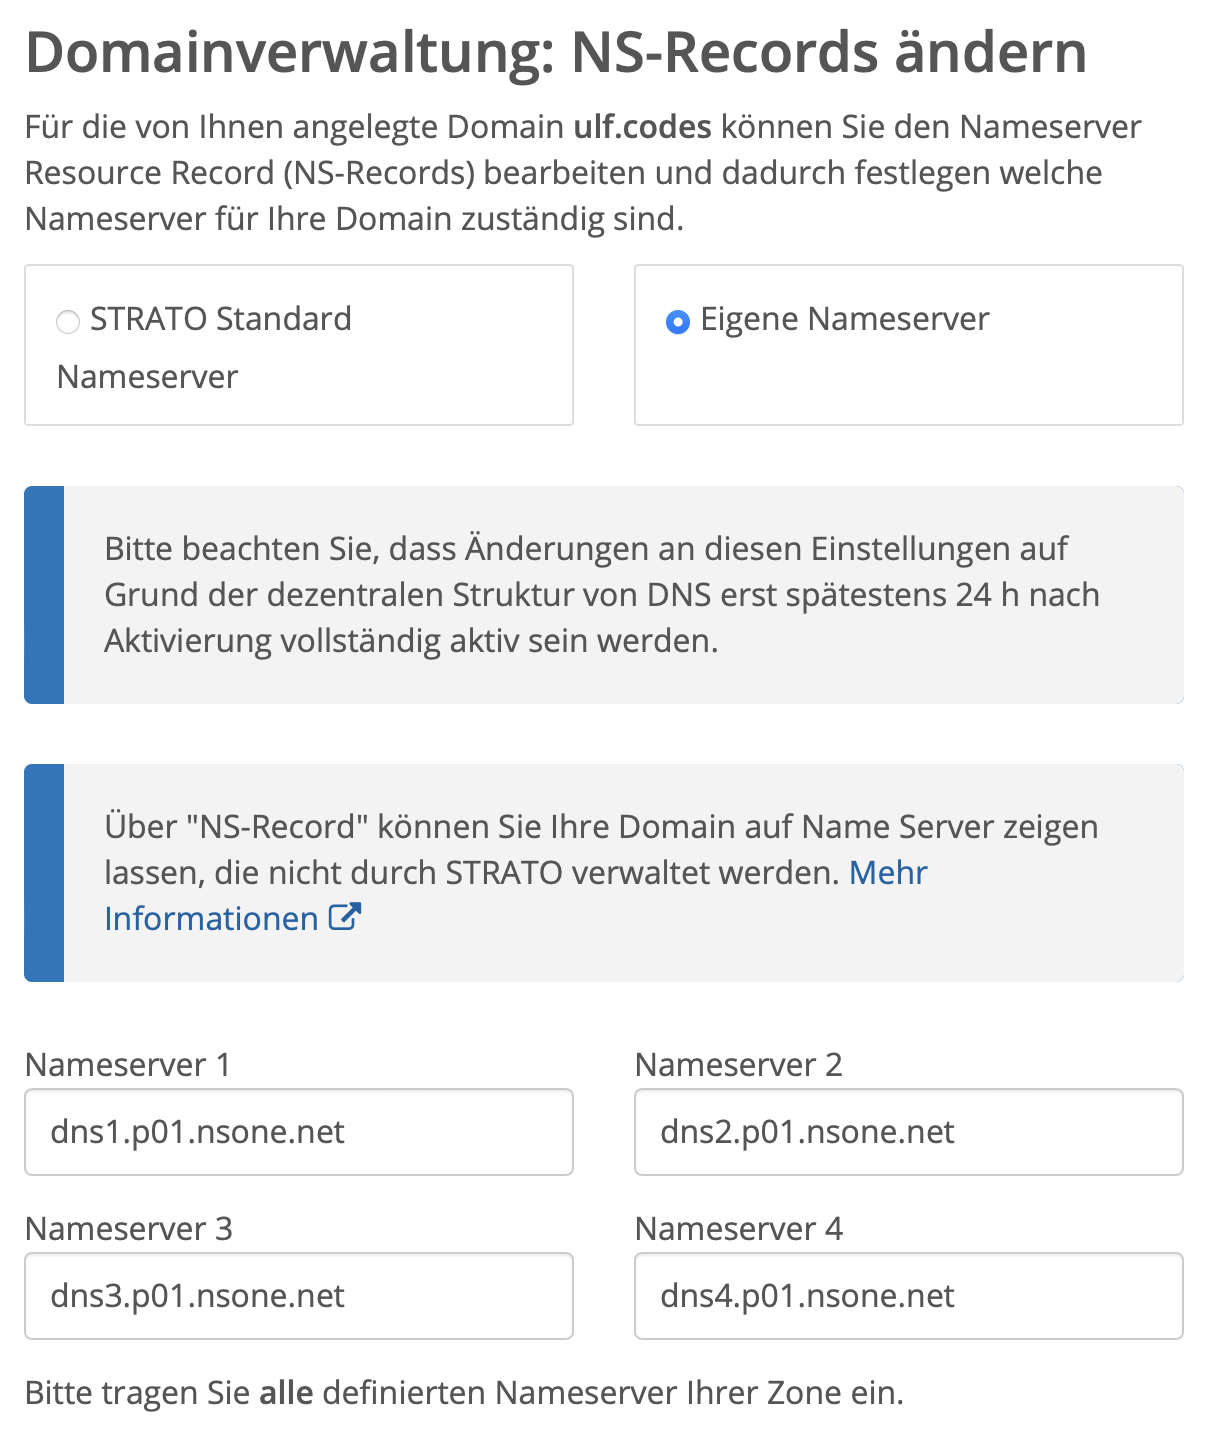 Domainverwaltung: NS-Records ändern
Für die von Ihnen angelegte Domain ulf.codes können Sie den Nameserver
Resource Record (NS-Records) bearbeiten und dadurch festlegen welche
Nameserver für Ihre Domain zuständig sind.
STRATO Standard
Nameserver
Eigene Nameserver
Bitte beachten Sie, dass Änderungen an diesen Einstellungen auf
Grund der dezentralen Struktur von DNS erst spätestens 24 h nach
Aktivierung vollständig aktiv sein werden.
Über "NS-Record" können Sie Ihre Domain auf Name Server zeigen
lassen, die nicht durch STRATO verwaltet werden. Mehr
Informationen
Nameserver 1
dns1.p01.nsone.net
Nameserver 2
dns2.p01.nsone.net
Nameserver 3
dns3.p01.nsone.net
Nameserver 4
dns4.p01.nsone.net
Bitte tragen Sie alle definierten Nameserver Ihrer Zone ein.